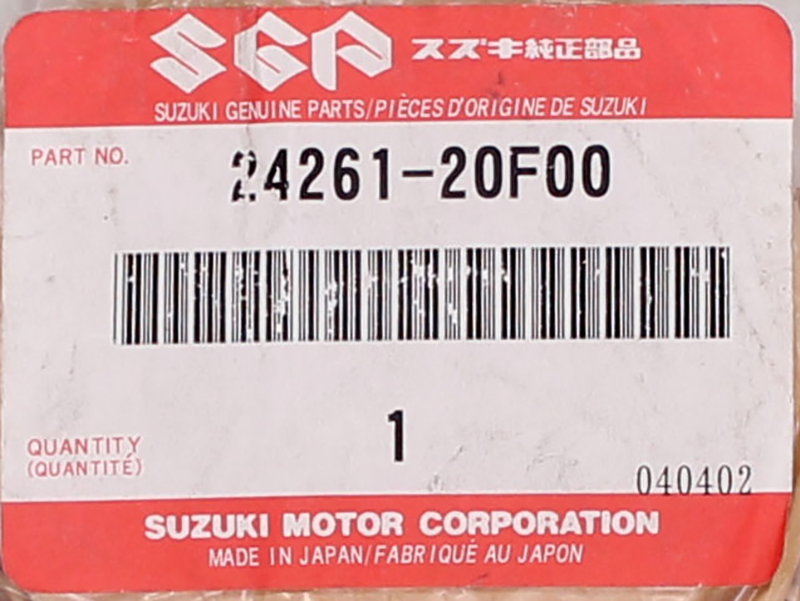 SGP スズキ純正部品
SUZUKI GENUINE PARTS/PIÈCES D'ORIGINE DE SUZUKI
PART NO. 24261-20F00
1
QUANTITY
(QUANTITÉ)
040402
SUZUKI MOTOR CORPORATION
MADE IN JAPAN/FABRIQUÉ AU JAPON